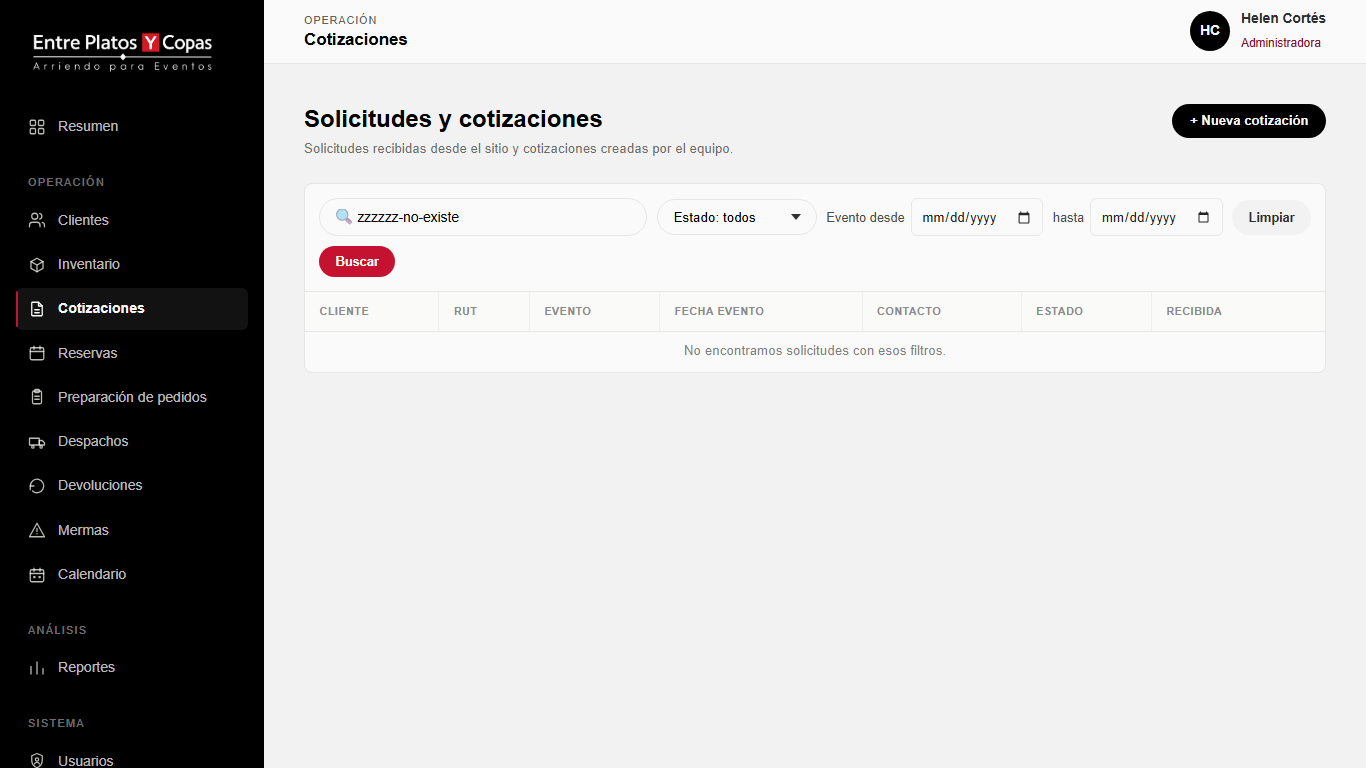 Entre Platos Y Copas
Arriendo para Eventos
Resumen
OPERACIÓN
Clientes
Inventario
Cotizaciones
Reservas
Preparación de pedidos
Despachos
Devoluciones
Mermas
Calendario
ANÁLISIS
Reportes
SISTEMA
Usuarios
OPERACIÓN
Cotizaciones
HC
Helen Cortés
Administradora
Solicitudes y cotizaciones
Solicitudes recibidas desde el sitio y cotizaciones creadas por el equipo.
+ Nueva cotización
zzzzzz-no-existe
Estado: todos
Evento desde
mm/dd/yyyy
hasta
mm/dd/yyyy
Limpiar
Buscar
CLIENTE RUT EVENTO FECHA EVENTO CONTACTO ESTADO RECIBIDA
No encontramos solicitudes con esos filtros.